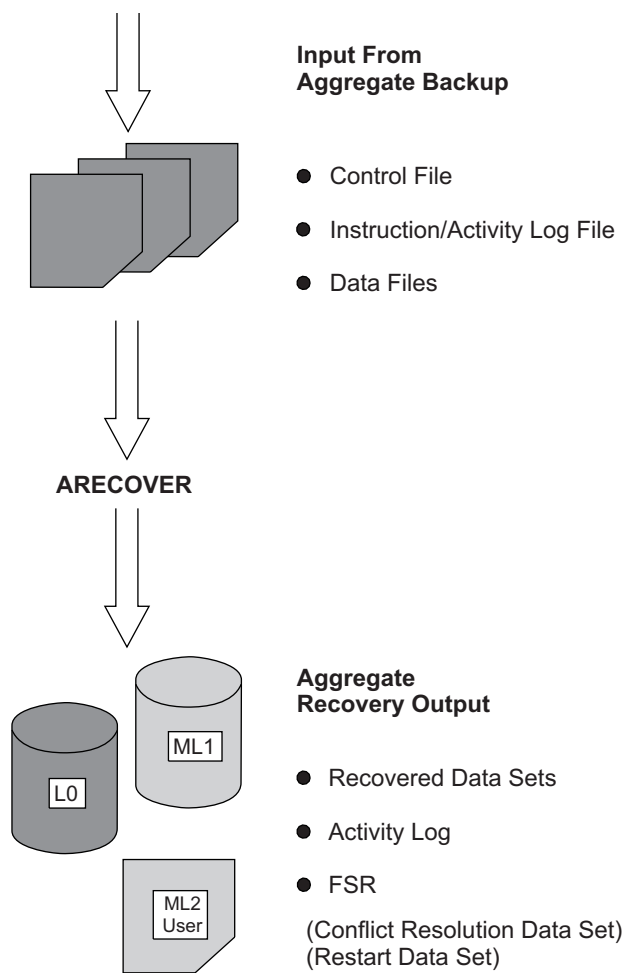 Input From
Aggregate Backup
● Control File
● Instruction/Activity Log File
● Data Files
ARECOVER
Aggregate
Recovery Output
ML1
L0
● Recovered Data Sets
● Activity Log
● FSR
ML2
User
(Conflict Resolution Data Set)
(Restart Data Set)